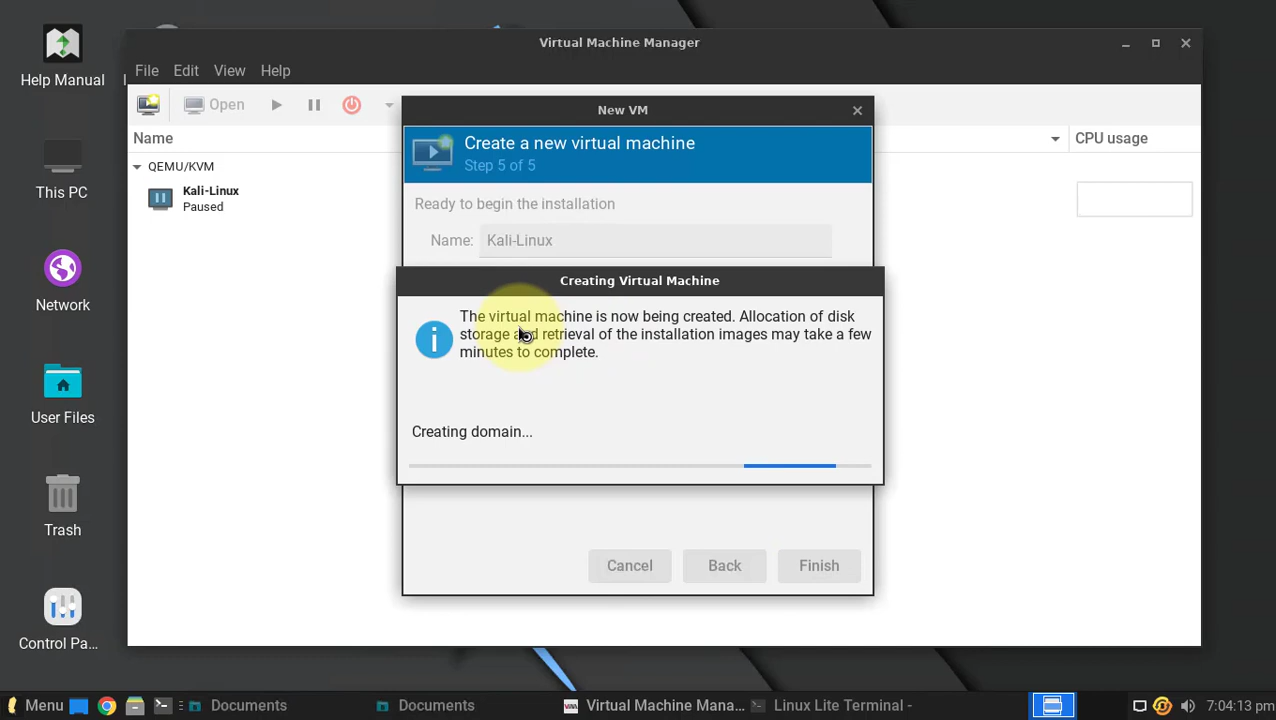 Help Manual
This PC
Network
User Files
Trash
Control Pa...
Virtual Machine Manager
File Edit View Help
Open
Name
CPU usage
QEMU/KVM
Kali-Linux
Paused
New VM
Create a new virtual machine
Step 5 of 5
Ready to begin the installation
Name: Kali-Linux
Creating Virtual Machine
The virtual machine is now being created. Allocation of disk
storage and retrieval of the installation images may take a few
minutes to complete.
Creating domain...
Cancel Back Finish
Menu
Documents
Documents
Virtual Machine Mana...
Linux Lite Terminal -
7:04:13 pm